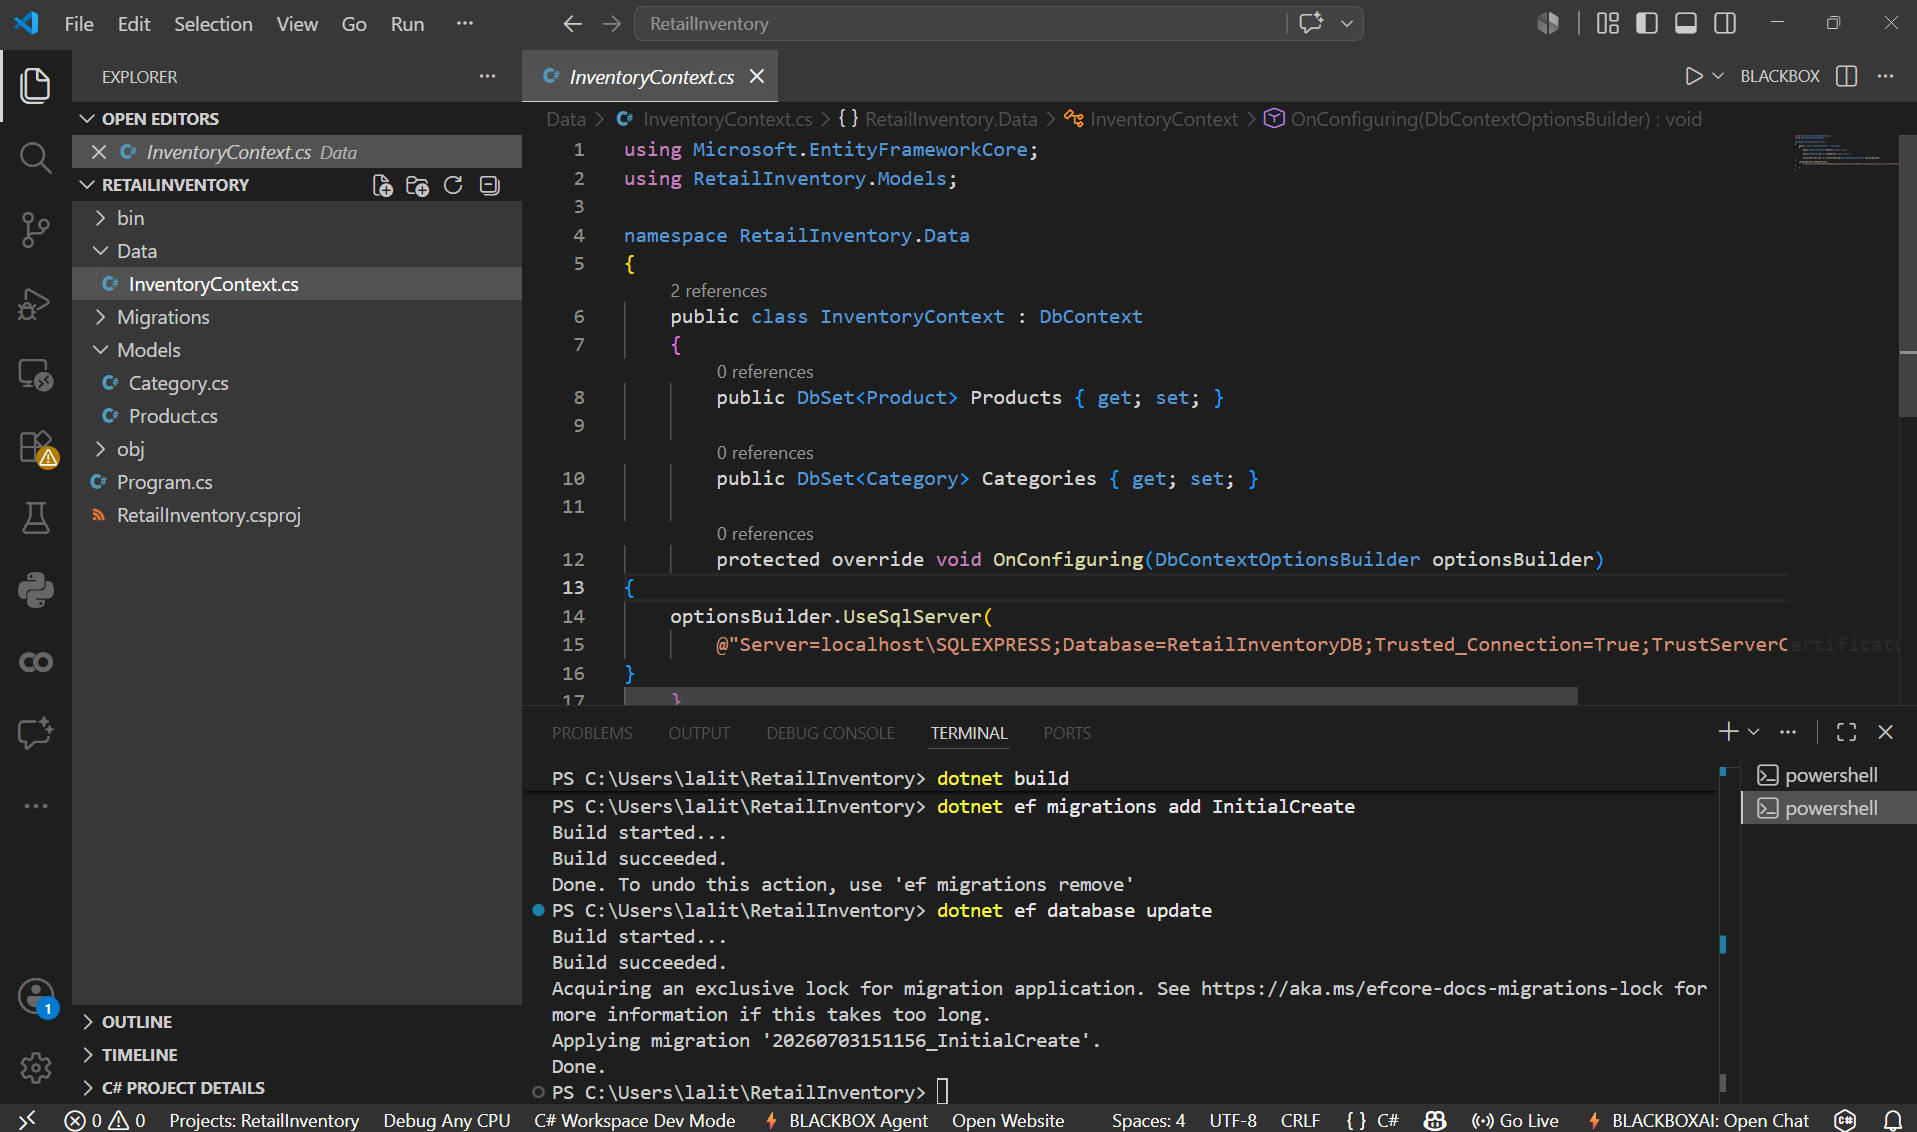 File Edit Selection View Go Run ···
RetailInventory
EXPLORER
InventoryContext.cs
BLACKBOX
OPEN EDITORS
InventoryContext.cs Data
RETAILINVENTORY
bin
Data
InventoryContext.cs
Migrations
Models
Category.cs
Product.cs
obj
Program.cs
RetailInventory.csproj
OUTLINE
TIMELINE
C# PROJECT DETAILS
Data > InventoryContext.cs > { } RetailInventory.Data > InventoryContext > OnConfiguring(DbContextOptionsBuilder) : void
1 using Microsoft.EntityFrameworkCore;
2 using RetailInventory.Models;
3
4 namespace RetailInventory.Data
5 {
2 references
6 public class InventoryContext : DbContext
7 {
0 references
8 public DbSet<Product> Products { get; set; }
9
0 references
10 public DbSet<Category> Categories { get; set; }
11
0 references
12 protected override void OnConfiguring(DbContextOptionsBuilder optionsBuilder)
13 {
14 optionsBuilder.UseSqlServer(
15 @"Server=localhost\SQLEXPRESS;Database=RetailInventoryDB;Trusted_Connection=True;TrustServerCertificate
16 }
17 }
PROBLEMS OUTPUT DEBUG CONSOLE TERMINAL PORTS
PS C:\Users\lalit\RetailInventory> dotnet build
PS C:\Users\lalit\RetailInventory> dotnet ef migrations add InitialCreate
Build started...
Build succeeded.
Done. To undo this action, use 'ef migrations remove'
PS C:\Users\lalit\RetailInventory> dotnet ef database update
Build started...
Build succeeded.
Acquiring an exclusive lock for migration application. See https://aka.ms/efcore-docs-migrations-lock for
more information if this takes too long.
Applying migration '20260703151156_InitialCreate'.
Done.
PS C:\Users\lalit\RetailInventory>
powershell
powershell
1
0 0 Projects: RetailInventory Debug Any CPU C# Workspace Dev Mode BLACKBOX Agent Open Website Spaces: 4 UTF-8 CRLF { } C# Go Live BLACKBOXAI: Open Chat